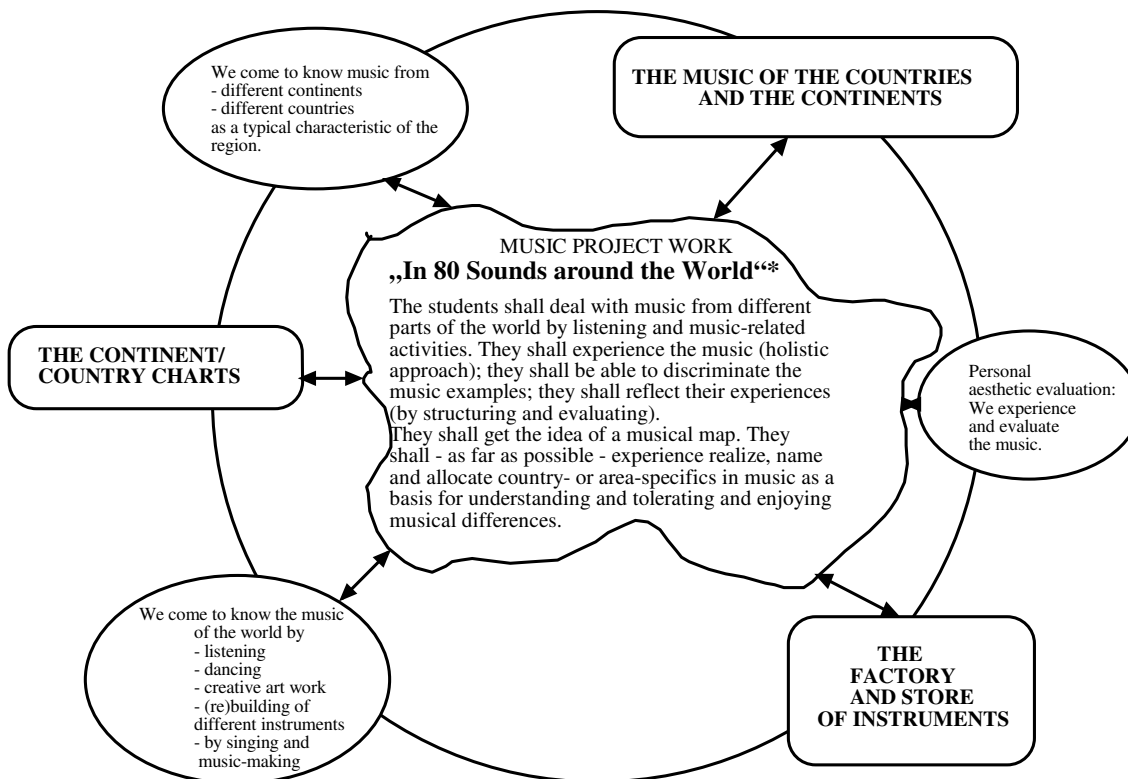 We come to know music from
- different continents
- different countries
as a typical characteristic of the
region.
THE MUSIC OF THE COUNTRIES
AND THE CONTINENTS
MUSIC PROJECT WORK
„In 80 Sounds around the World“*
The students shall deal with music from different
parts of the world by listening and music-related
activities. They shall experience the music (holistic
approach); they shall be able to discriminate the
music examples; they shall reflect their experiences
(by structuring and evaluating).
They shall get the idea of a musical map. They
shall - as far as possible - experience realize, name
and allocate country- or area-specifics in music as a
basis for understanding and tolerating and enjoying
musical differences.
THE CONTINENT/
COUNTRY CHARTS
Personal
aesthetic evaluation:
We experience
and evaluate
the music.
We come to know the music
of the world by
- listening
- dancing
- creative art work
- (re)building of
different instruments
- by singing and
music-making
THE
FACTORY
AND STORE
OF INSTRUMENTS